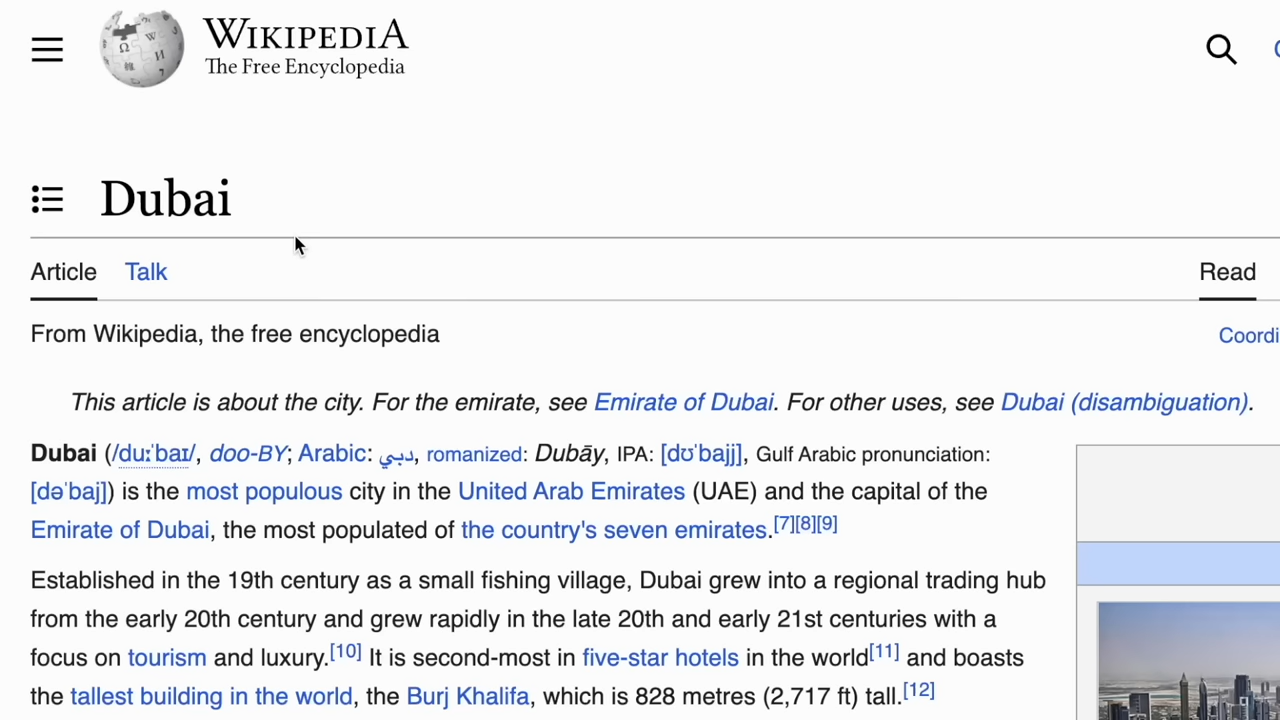 WIKIPEDIA
The Free Encyclopedia
Dubai
Article Talk Read
From Wikipedia, the free encyclopedia
This article is about the city. For the emirate, see Emirate of Dubai. For other uses, see Dubai (disambiguation).
Dubai (/duːˈbaɪ/, doo-BY; Arabic: دبي, romanized: Dubāy, IPA: [dʊˈbajj], Gulf Arabic pronunciation:
[dəˈbaj]) is the most populous city in the United Arab Emirates (UAE) and the capital of the
Emirate of Dubai, the most populated of the country's seven emirates.[7][8][9]
Established in the 19th century as a small fishing village, Dubai grew into a regional trading hub
from the early 20th century and grew rapidly in the late 20th and early 21st centuries with a
focus on tourism and luxury.[10] It is second-most in five-star hotels in the world[11] and boasts
the tallest building in the world, the Burj Khalifa, which is 828 metres (2,717 ft) tall.[12]